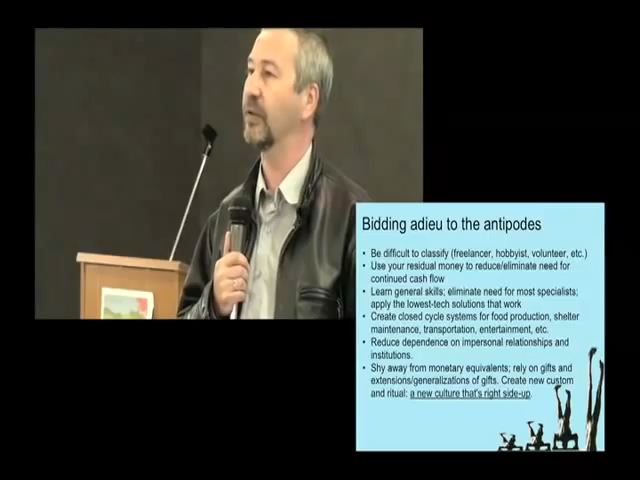 Bidding adieu to the antipodes
• Be difficult to classify (freelancer, hobbyist, volunteer, etc.)
• Use your residual money to reduce/eliminate need for
continued cash flow
• Learn general skills; eliminate need for most specialists;
apply the lowest-tech solutions that work
• Create closed cycle systems for food production, shelter
maintenance, transportation, entertainment, etc.
• Reduce dependence on impersonal relationships and
institutions.
• Shy away from monetary equivalents; rely on gifts and
extensions/generalizations of gifts. Create new custom
and ritual: a new culture that's right side-up.